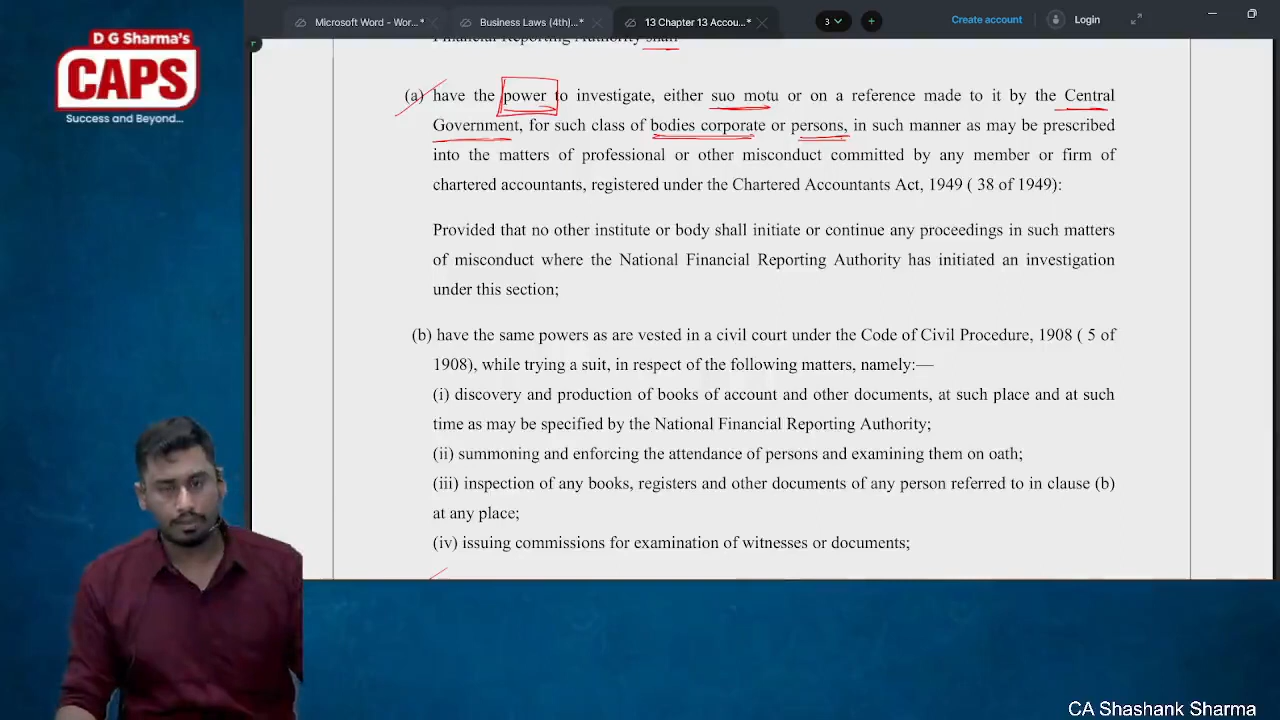 Microsoft Word - Wor...*
Business Laws (4th)...*
13 Chapter 13 Accou...*
3
Create account
Login
D G Sharma's
CAPS
Success and Beyond...
Financial Reporting Authority shall
(a) have the power to investigate, either suo motu or on a reference made to it by the Central
Government, for such class of bodies corporate or persons, in such manner as may be prescribed
into the matters of professional or other misconduct committed by any member or firm of
chartered accountants, registered under the Chartered Accountants Act, 1949 ( 38 of 1949):
Provided that no other institute or body shall initiate or continue any proceedings in such matters
of misconduct where the National Financial Reporting Authority has initiated an investigation
under this section;
(b) have the same powers as are vested in a civil court under the Code of Civil Procedure, 1908 ( 5 of
1908), while trying a suit, in respect of the following matters, namely:—
(i) discovery and production of books of account and other documents, at such place and at such
time as may be specified by the National Financial Reporting Authority;
(ii) summoning and enforcing the attendance of persons and examining them on oath;
(iii) inspection of any books, registers and other documents of any person referred to in clause (b)
at any place;
(iv) issuing commissions for examination of witnesses or documents;
CA Shashank Sharma